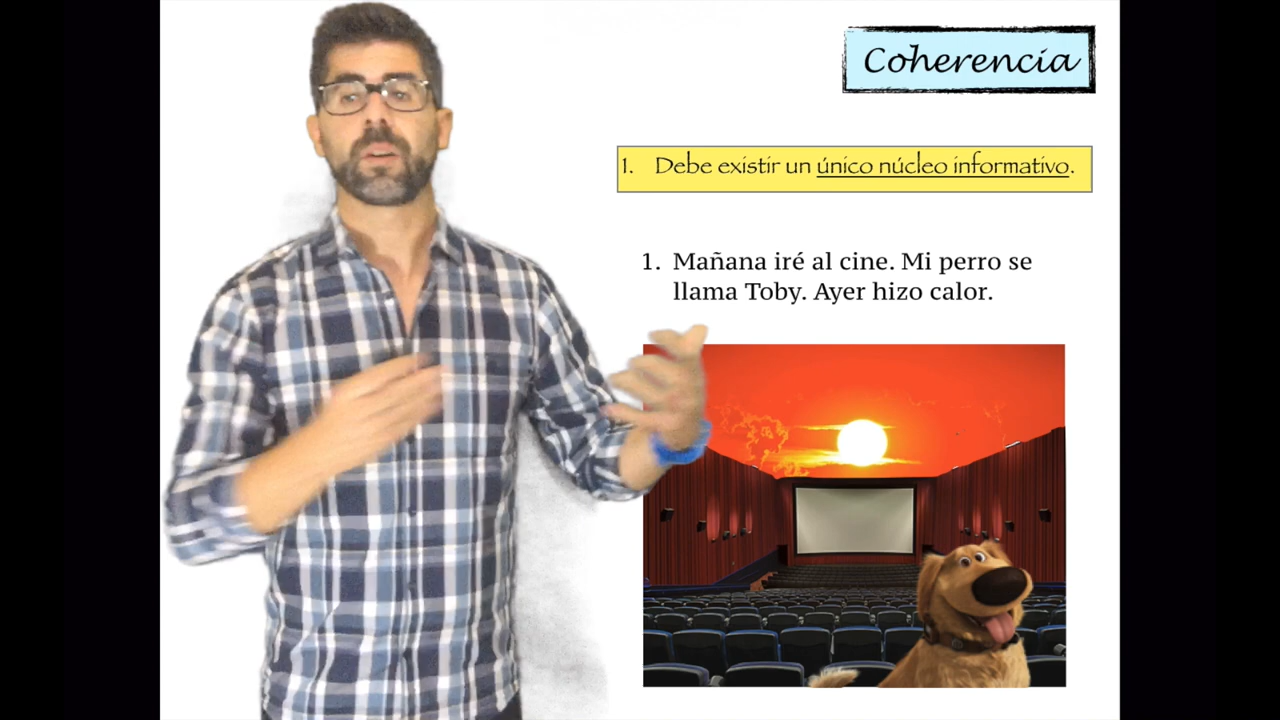 Coherencia
1. Debe existir un único núcleo informativo.
1. Mañana iré al cine. Mi perro se
llama Toby. Ayer hizo calor.